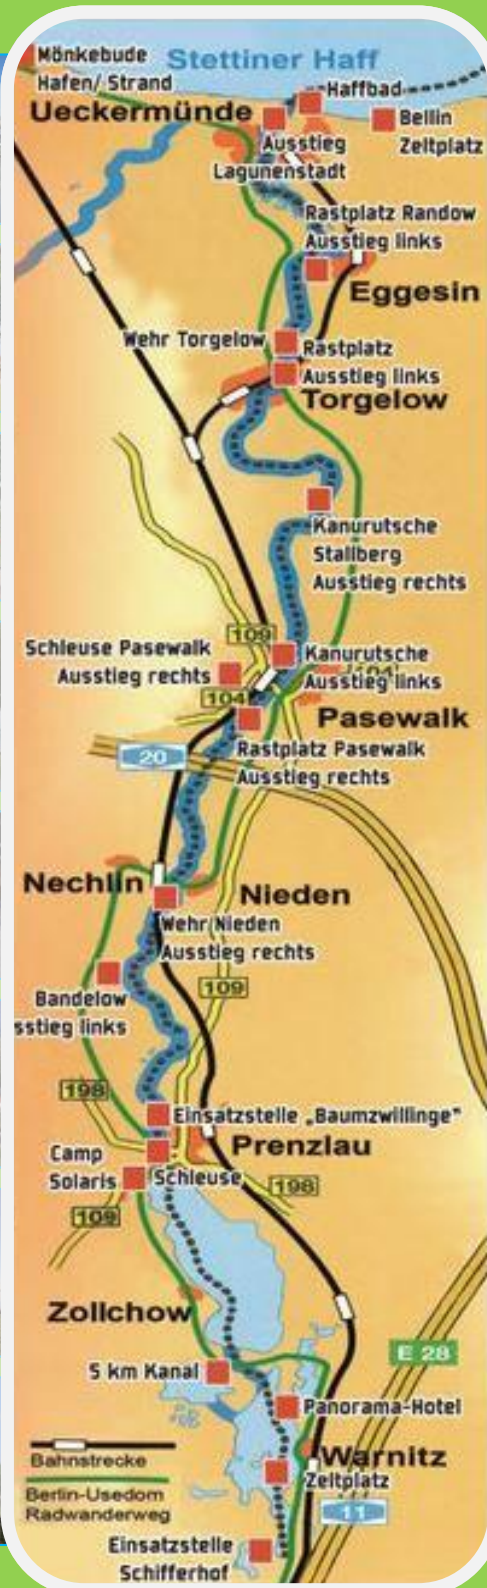 Mönkebude
Hafen/ Strand
Stettiner Haff
Haffbad
Ueckermünde
Bellin
Zeltplatz
Ausstieg
Lagunenstadt
Rastplatz Randow
Ausstieg links
Eggesin
Wehr Torgelow
Rastplatz
Ausstieg links
Torgelow
Kanurutsche
Stallberg
Ausstieg rechts
109
Schleuse Pasewalk
Ausstieg rechts
Kanurutsche
Ausstieg links
104
104
Pasewalk
Rastplatz Pasewalk
Ausstieg rechts
20
Nechlin
Nieden
Wehr Nieden
Ausstieg rechts
109
Bandelow
sstieg links
198
Einsatzstelle „Baumzwillinge"
Prenzlau
Camp
Solaris
Schleuse
198
109
Zollchow
E 28
5 km Kanal
Panorama-Hotel
Warnitz
Zeltplatz
11
Bahnstrecke
Berlin-Usedom
Radwanderweg
Einsatzstelle
Schifferhof